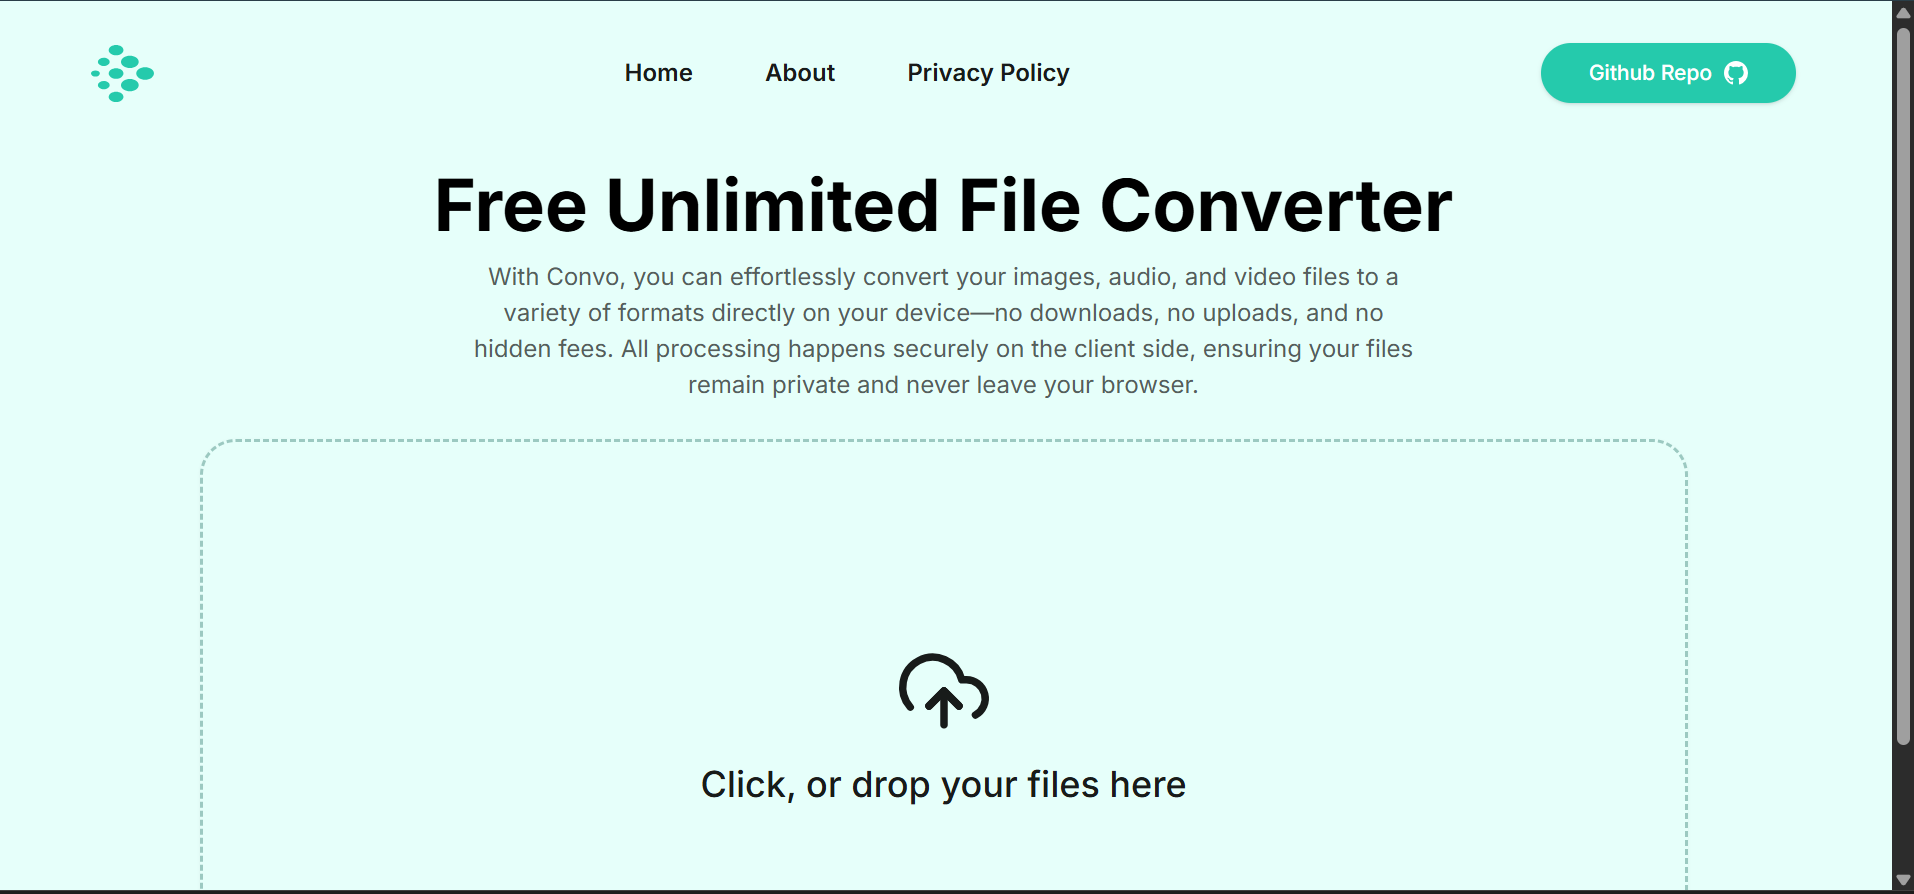 Home
About
Privacy Policy
Github Repo
Free Unlimited File Converter
With Convo, you can effortlessly convert your images, audio, and video files to a
variety of formats directly on your device—no downloads, no uploads, and no
hidden fees. All processing happens securely on the client side, ensuring your files
remain private and never leave your browser.
Click, or drop your files here